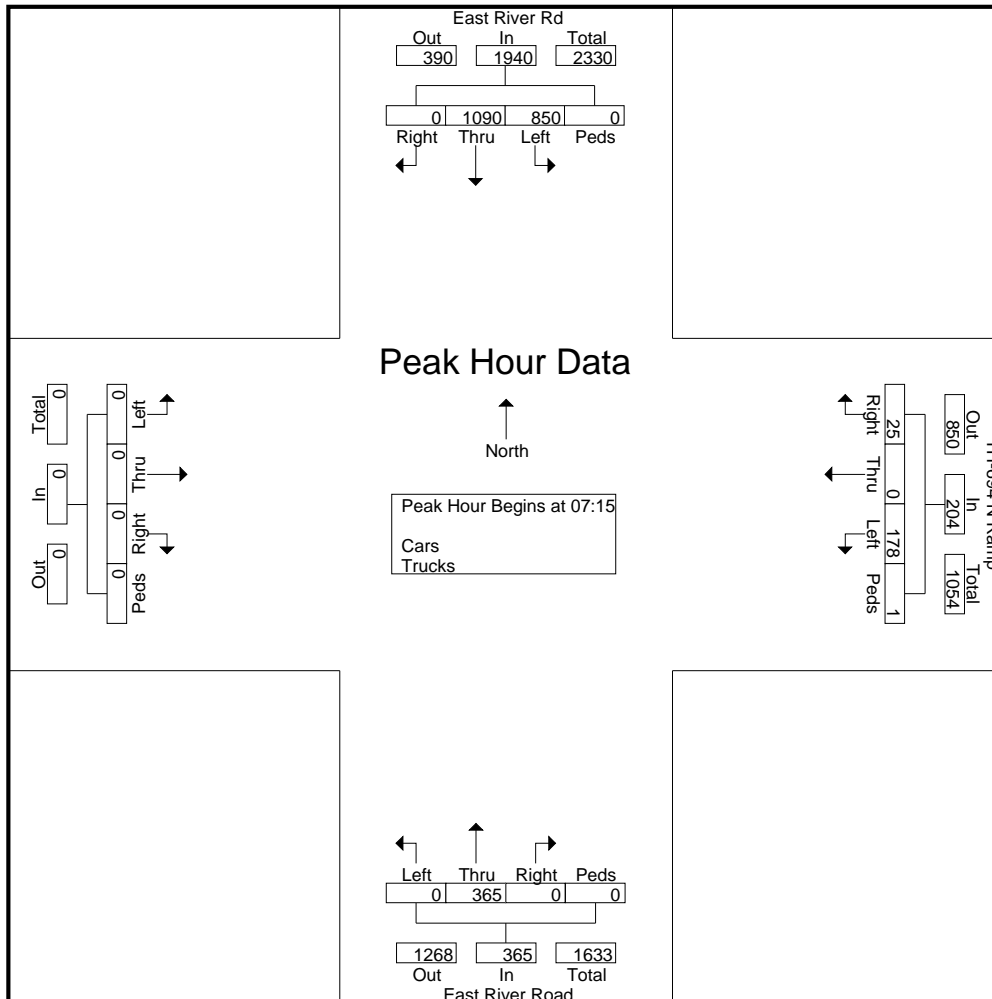 East River Rd
Out In Total
390 1940 2330
0 1090 850 0
Right Thru Left Peds
Peak Hour Data
North
Peak Hour Begins at 07:15
Cars
Trucks
Total In Out
0 0 0
0 0 0 0
Left Thru Right Peds
Right Thru Left Peds
25 0 178 1
Out In Total
850 204 1054
N Ramp
Left Thru Right Peds
0 365 0 0
1268 365 1633
Out In Total
East River Road